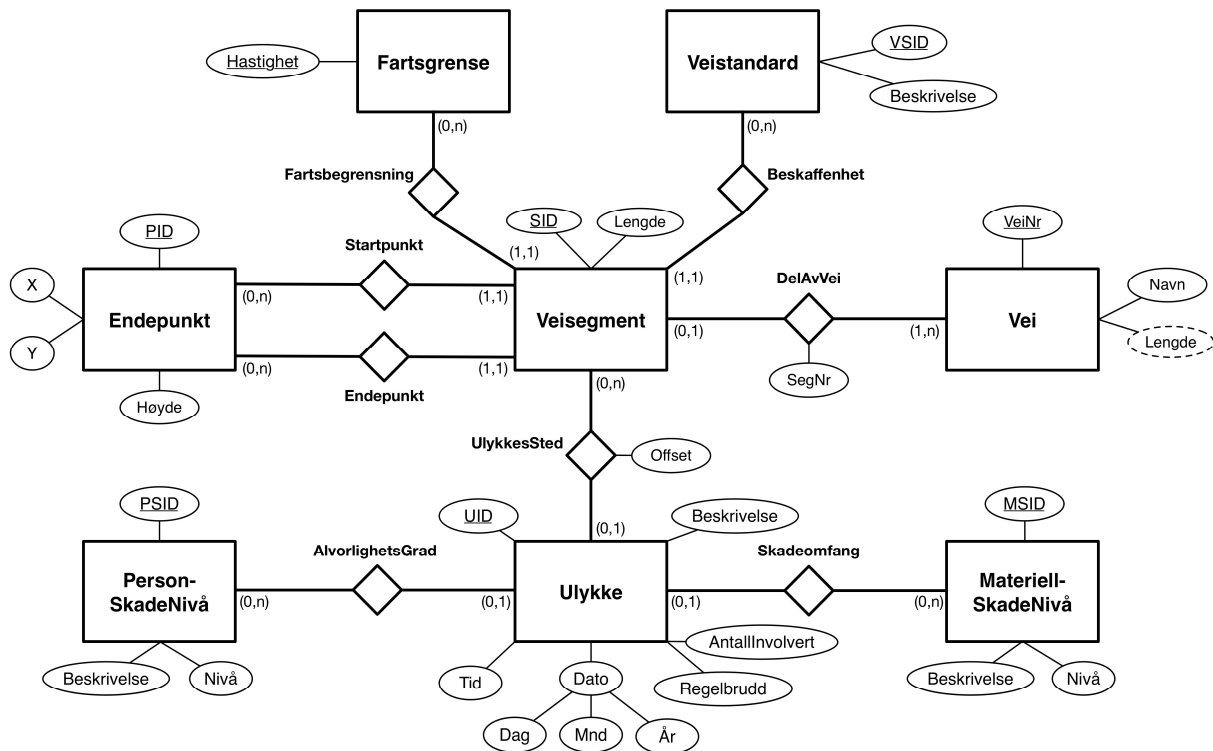 Fartsgrense
Hastighet
(0,n)
Veistandard
VSID
Beskrivelse
(0,n)
Fartsbegrensning
Beskaffenhet
PID
Startpunkt
SID
Lengde
VeiNr
(1,1)
(1,1)
DelAvVei
X
Y
Endepunkt
Høyde
(0,n)
(1,1)
(0,n)
(1,1)
Endepunkt
Veisegment
(0,1)
(1,n)
SegNr
Vei
Navn
Lengde
(0,n)
UlykkesSted
Offset
(0,1)
PSID
UID
Beskrivelse
MSID
AlvorlighetsGrad
Skadeomfang
Person-
SkadeNivå
(0,n)
(0,1)
Ulykke
(0,1)
(0,n)
Materiell-
SkadeNivå
Beskrivelse
Nivå
Tid
Dato
AntallInvolvert
Regelbrudd
Beskrivelse
Nivå
Dag
Mnd
År